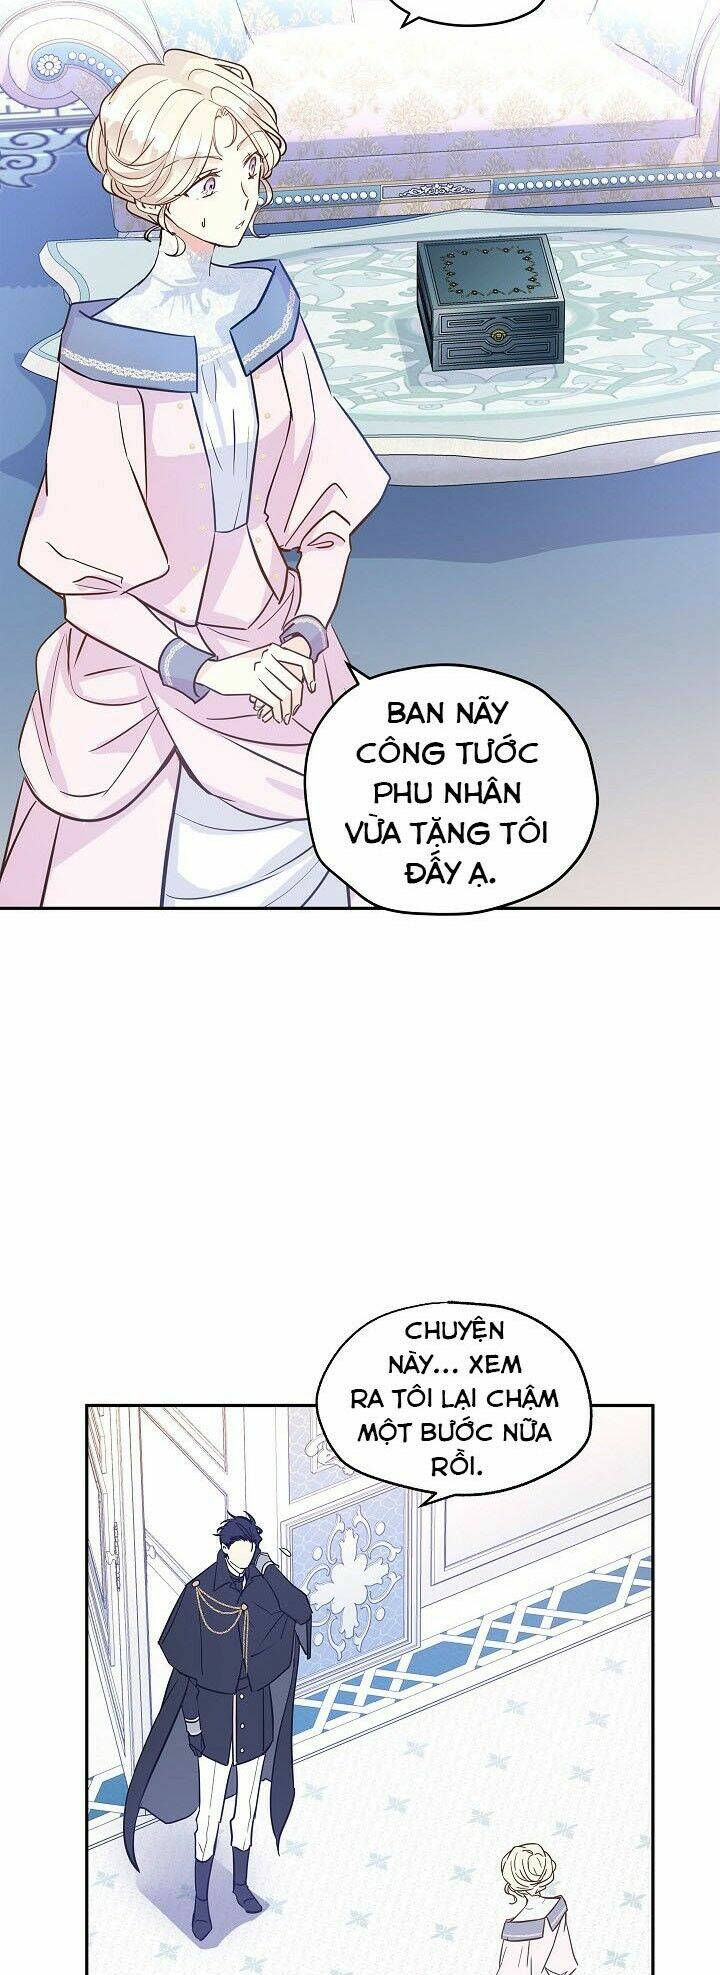 BAN NÃY
CÔNG TƯỚC
PHU NHÂN
VỪA TẶNG TÔI
ĐẤY Ạ.
CHUYỆN
NÀY... XEM
RA TÔI LẠI CHẬM
MỘT BƯỚC NỮA
RỒI.